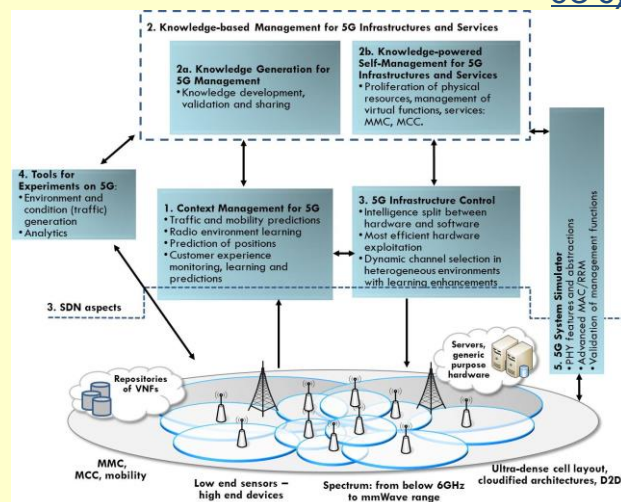 2. Knowledge-based Management for 5G Infrastructures and Services
2a. Knowledge Generation for
5G Management
• Knowledge development,
validation and sharing
2b. Knowledge-powered
Self-Management for 5G
Infrastructures and Services
• Proliferation of physical
resources, management of
virtual functions, services:
MMC, MCC.
4. Tools for
Experiments on 5G:
• Environment and
condition (traffic)
generation
• Analytics
1. Context Management for 5G
• Traffic and mobility predictions
• Radio environment learning
• Prediction of positions
• Customer experience
monitoring, learning and
predictions
3. 5G Infrastructure Control
• Intelligence split between
hardware and software
• Most efficient hardware
exploitation
• Dynamic channel selection in
heterogeneous environments
with learning enhancements
5. 5G System Simulator
• PHY features and abstractions
• Advanced MAC/RRM
• Validation of management functions
3. SDN aspects
Repositories
of VNFs
Servers,
generic
purpose
hardware
MMC,
MCC, mobility
Low end sensors –
high end devices
Spectrum: from below 6GHz
to mmWave range
Ultra-dense cell layout,
cloudified architectures, D2D